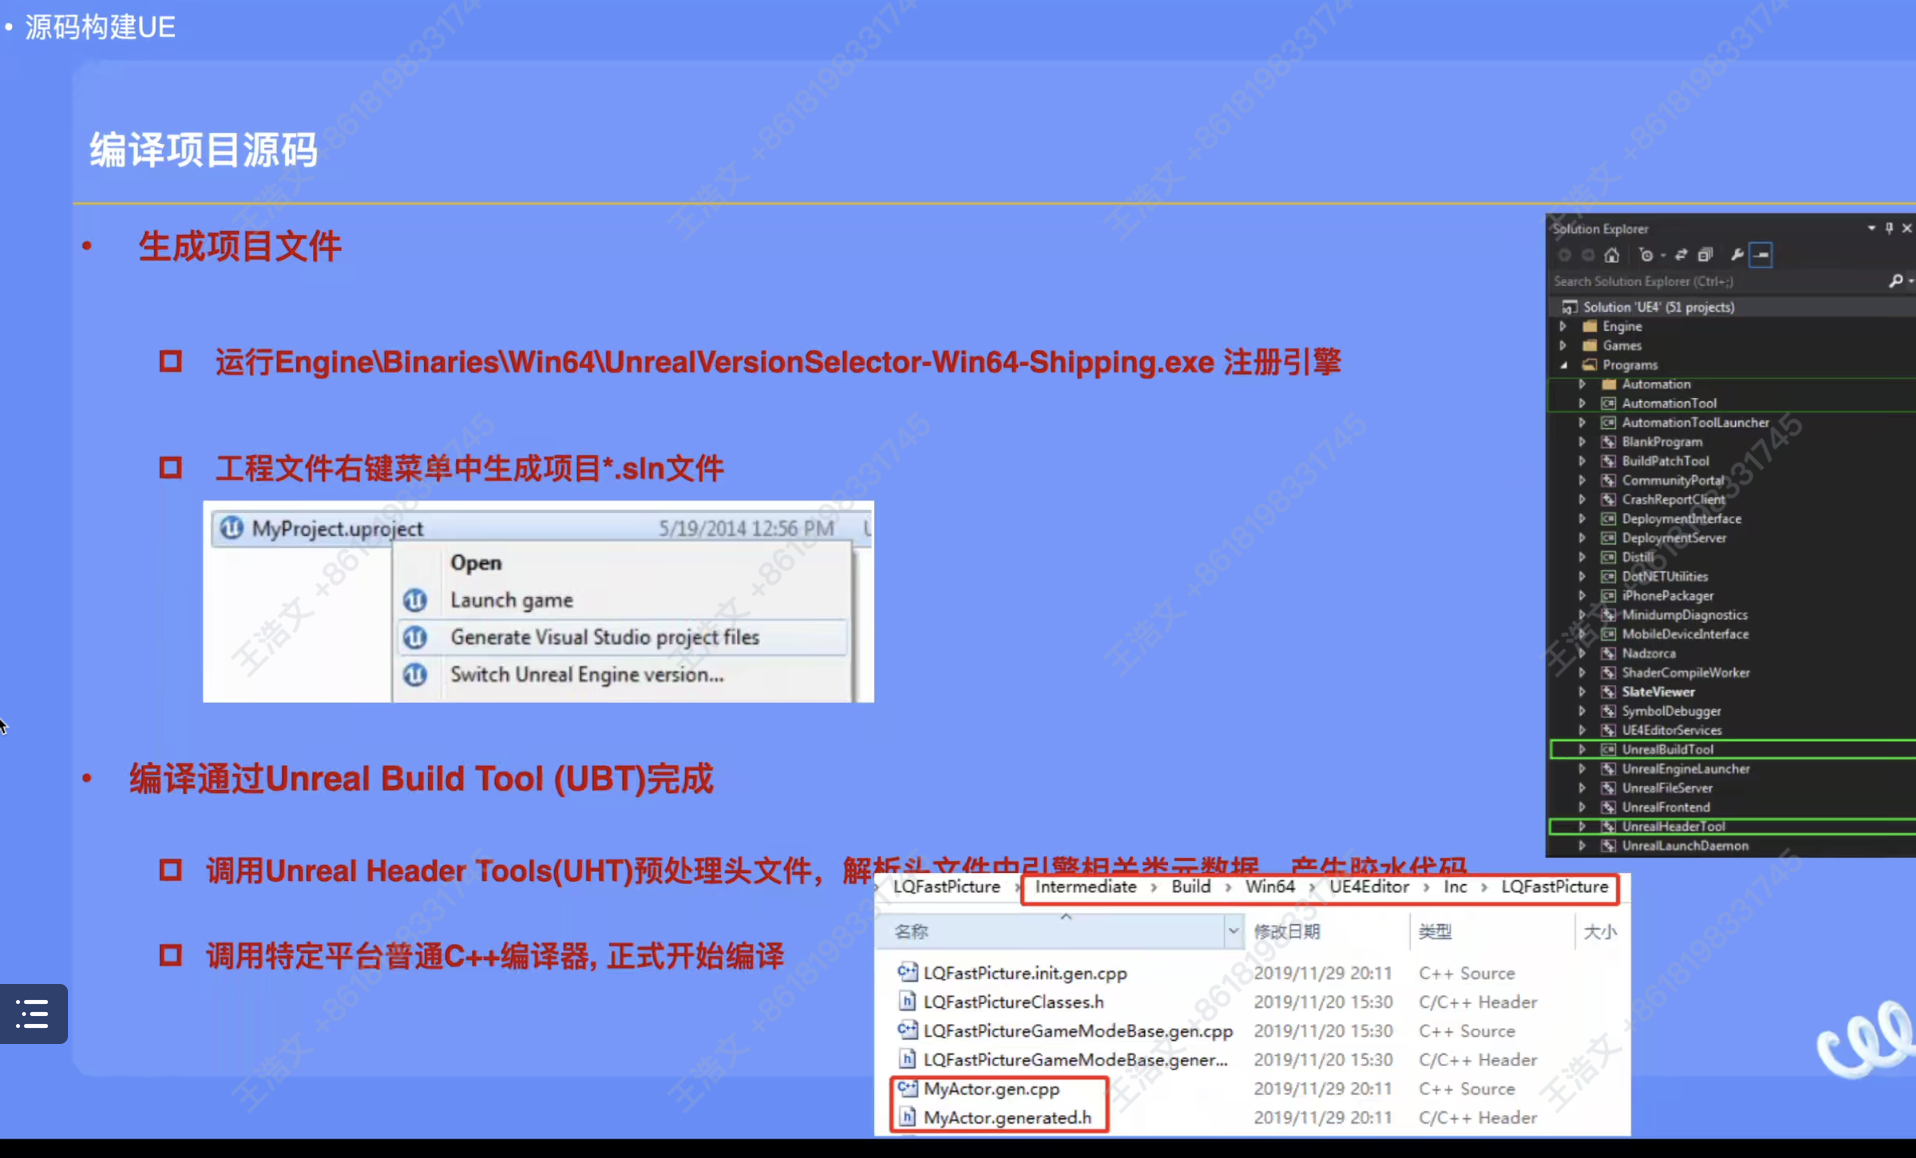 • 源码构建UE
编译项目源码
• 生成项目文件
运行Engine\Binaries\Win64\UnrealVersionSelector-Win64-Shipping.exe 注册引擎
工程文件右键菜单中生成项目*.sln文件
MyProject.uproject 5/19/2014 12:56 PM
Open
Launch game
Generate Visual Studio project files
Switch Unreal Engine version...
• 编译通过Unreal Build Tool (UBT)完成
调用Unreal Header Tools(UHT)预处理头文件，解析头文件中引擎相关类元数据，产生胶水代码
调用特定平台普通C++编译器, 正式开始编译
Solution Explorer
Search Solution Explorer (Ctrl+;)
Solution 'UE4' (51 projects)
Engine
Games
Programs
Automation
AutomationTool
AutomationToolLauncher
BlankProgram
BuildPatchTool
CommunityPortal
CrashReportClient
DeploymentInterface
DeploymentServer
Distill
DotNETUtilities
iPhonePackager
MinidumpDiagnostics
MobileDeviceInterface
Nadzorca
ShaderCompileWorker
SlateViewer
SymbolDebugger
UE4EditorServices
UnrealBuildTool
UnrealEngineLauncher
UnrealFileServer
UnrealFrontend
UnrealHeaderTool
UnrealLaunchDaemon
LQFastPicture › Intermediate › Build › Win64 › UE4Editor › Inc › LQFastPicture
名称 修改日期 类型 大小
LQFastPicture.init.gen.cpp 2019/11/29 20:11 C++ Source
LQFastPictureClasses.h 2019/11/20 15:30 C/C++ Header
LQFastPictureGameModeBase.gen.cpp 2019/11/20 15:30 C++ Source
LQFastPictureGameModeBase.gener... 2019/11/20 15:30 C/C++ Header
MyActor.gen.cpp 2019/11/29 20:11 C++ Source
MyActor.generated.h 2019/11/29 20:11 C/C++ Header
王浩文 +8618198331745